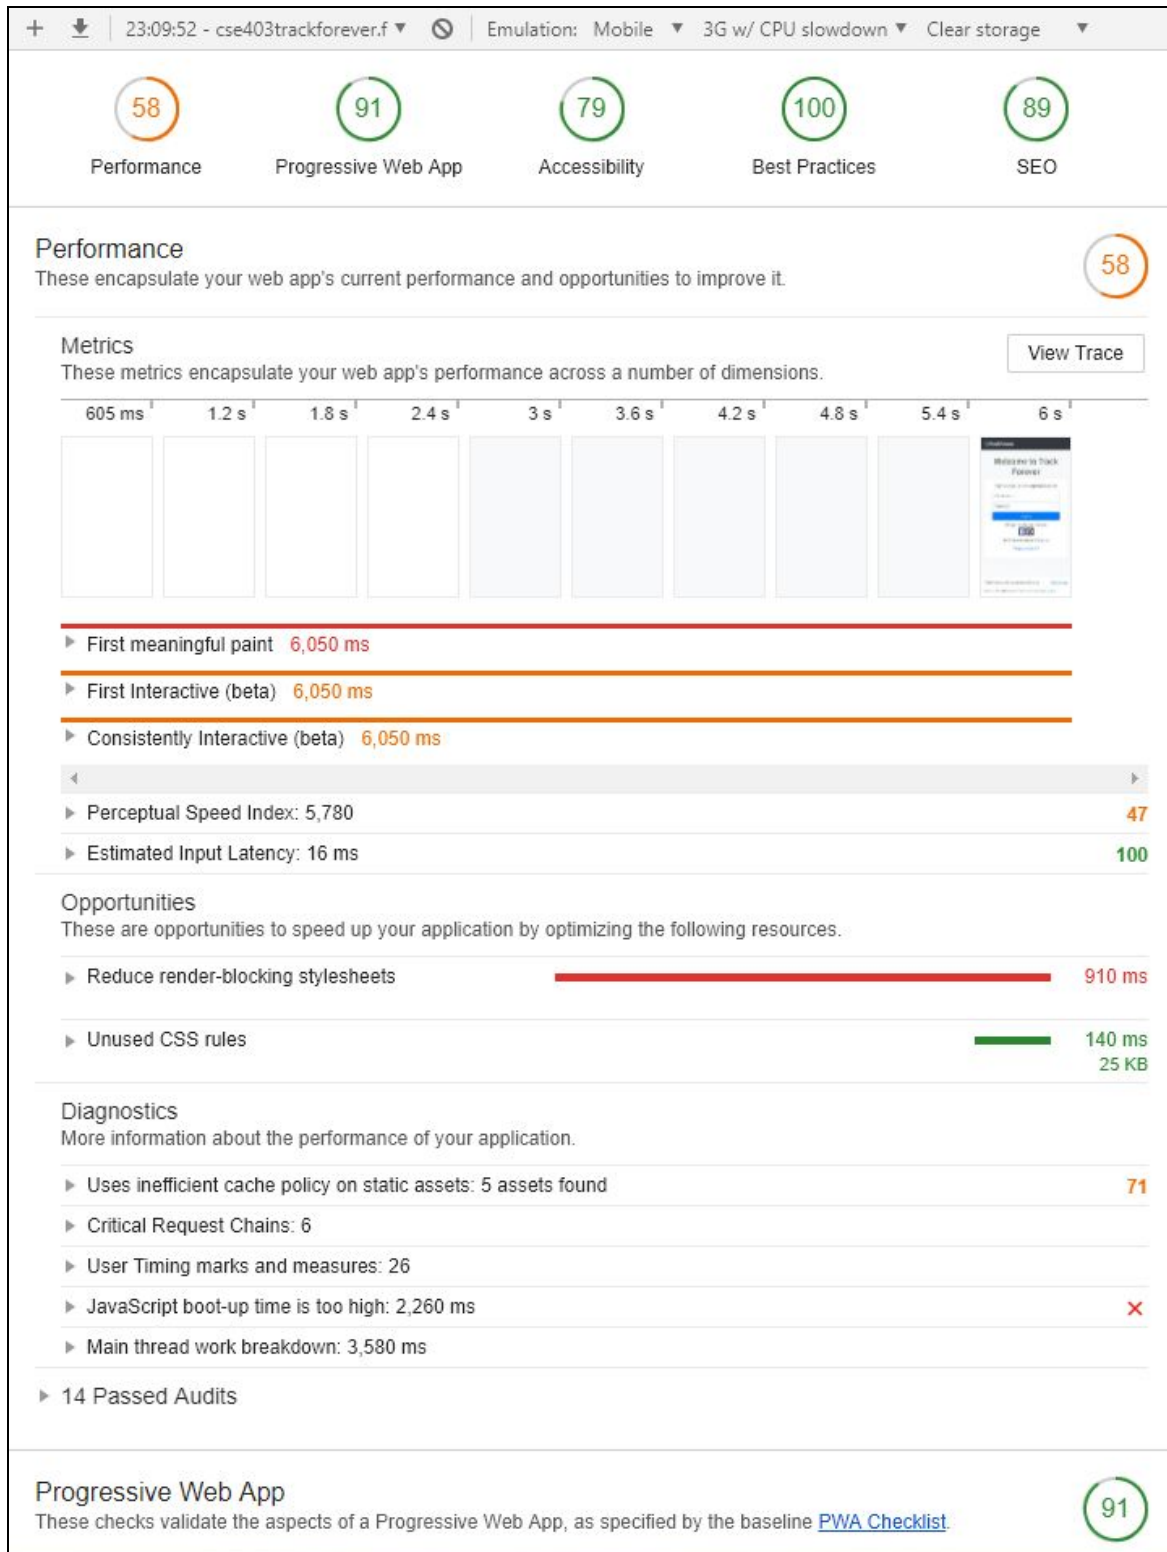 23:09:52 - cse403trackforever.f Emulation: Mobile 3G w/ CPU slowdown Clear storage
58 91 79 100 89
Performance Progressive Web App Accessibility Best Practices SEO
Performance
58
These encapsulate your web app's current performance and opportunities to improve it.
Metrics
View Trace
These metrics encapsulate your web app's performance across a number of dimensions.
605 ms 1.2 s 1.8 s 2.4 s 3 s 3.6 s 4.2 s 4.8 s 5.4 s 6 s
Welcome to Track
Forever
First meaningful paint 6,050 ms
First Interactive (beta) 6,050 ms
Consistently Interactive (beta) 6,050 ms
Perceptual Speed Index: 5,780 47
Estimated Input Latency: 16 ms 100
Opportunities
These are opportunities to speed up your application by optimizing the following resources.
Reduce render-blocking stylesheets 910 ms
Unused CSS rules 140 ms
25 KB
Diagnostics
More information about the performance of your application.
Uses inefficient cache policy on static assets: 5 assets found 71
Critical Request Chains: 6
User Timing marks and measures: 26
JavaScript boot-up time is too high: 2,260 ms
Main thread work breakdown: 3,580 ms
14 Passed Audits
Progressive Web App
91
These checks validate the aspects of a Progressive Web App, as specified by the baseline PWA Checklist.